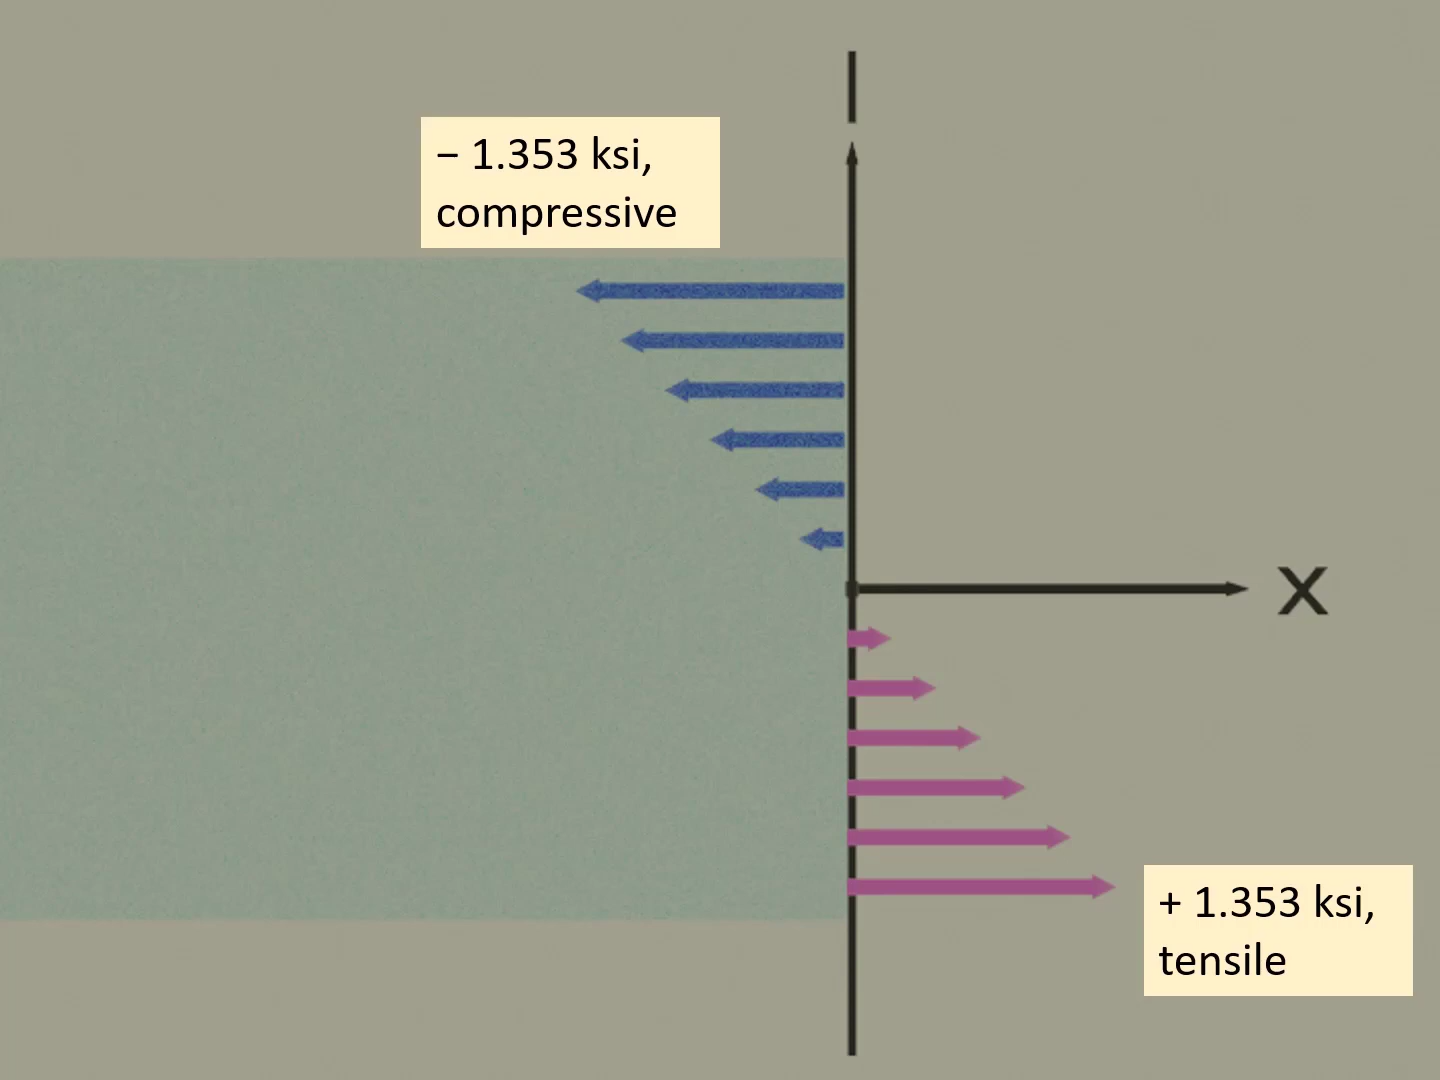 – 1.353 ksi,
compressive
X
+ 1.353 ksi,
tensile